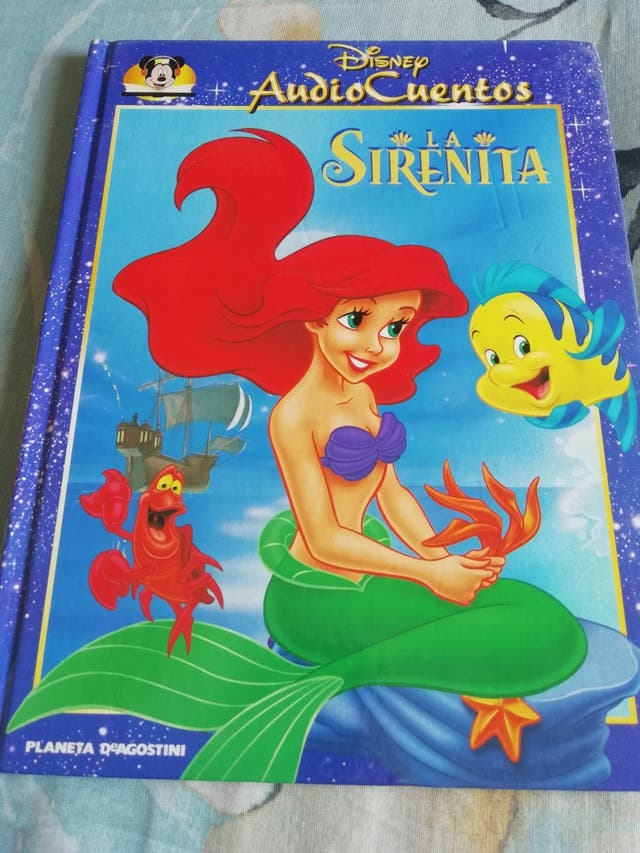 Disney
AudioCuentos
LA
SIRENITA
PLANETA DeAGOSTINI